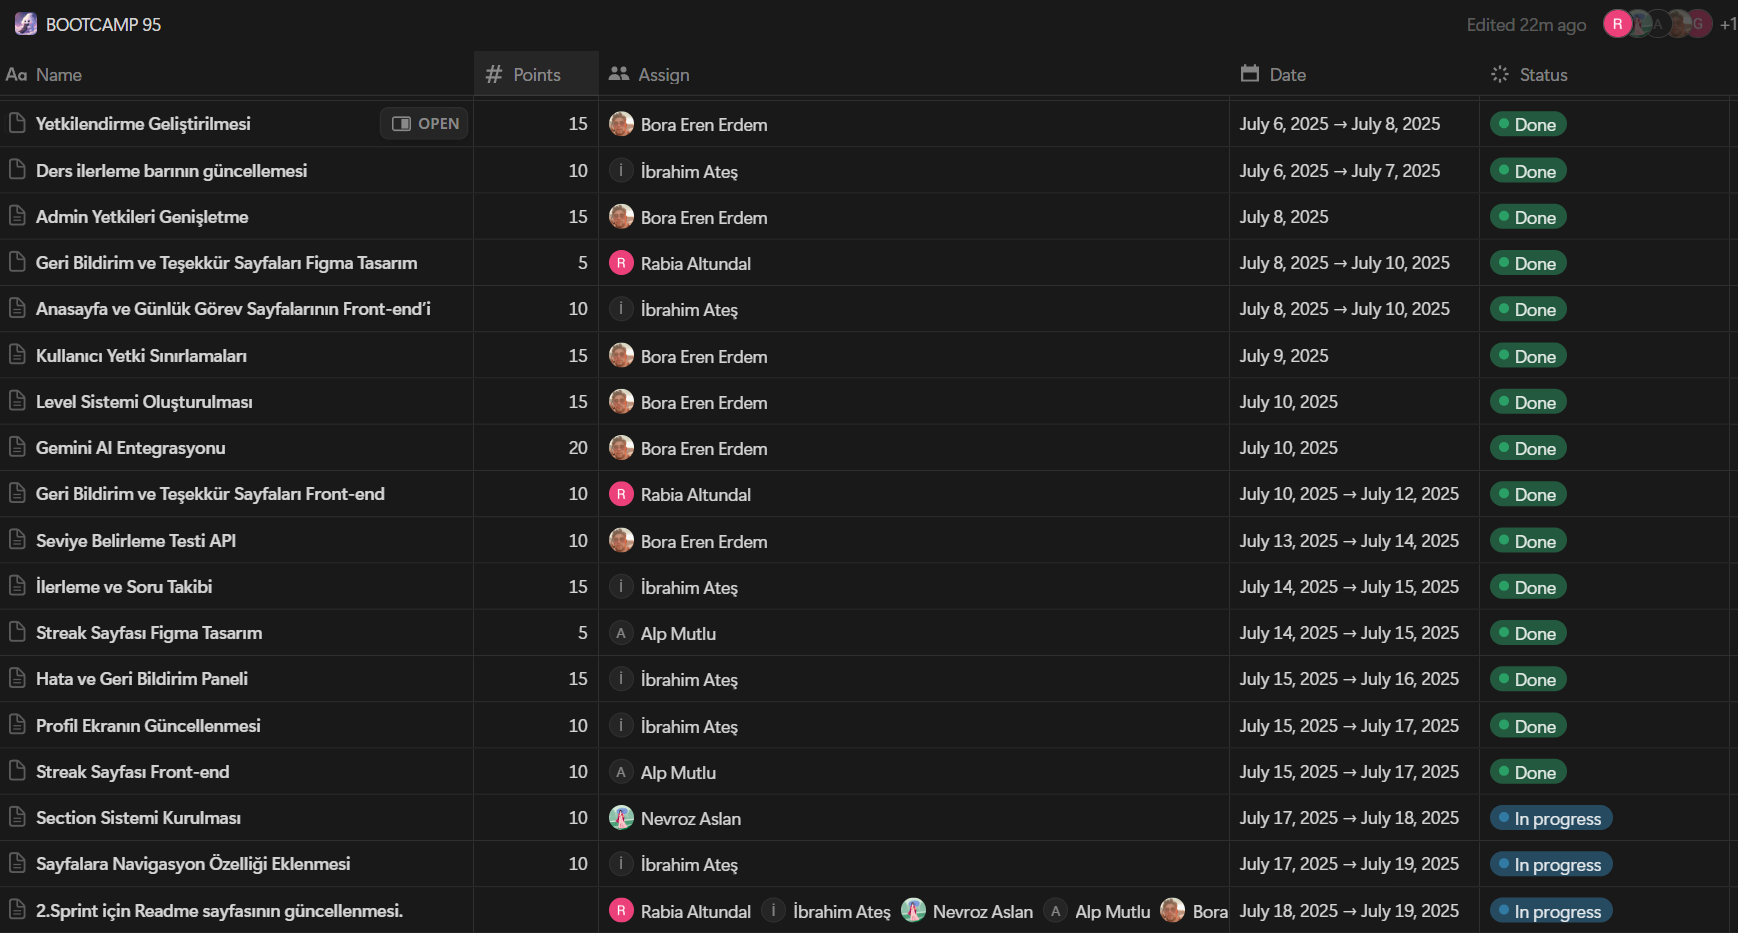 BOOTCAMP 95 Edited 22m ago R A G +1
Aa Name # Points Assign Date Status
Yetkilendirme Geliştirilmesi OPEN 15 Bora Eren Erdem July 6, 2025 → July 8, 2025 Done
Ders ilerleme barının güncellemesi 10 İ İbrahim Ateş July 6, 2025 → July 7, 2025 Done
Admin Yetkileri Genişletme 15 Bora Eren Erdem July 8, 2025 Done
Geri Bildirim ve Teşekkür Sayfaları Figma Tasarım 5 R Rabia Altundal July 8, 2025 → July 10, 2025 Done
Anasayfa ve Günlük Görev Sayfalarının Front-end’i 10 İ İbrahim Ateş July 8, 2025 → July 10, 2025 Done
Kullanıcı Yetki Sınırlamaları 15 Bora Eren Erdem July 9, 2025 Done
Level Sistemi Oluşturulması 15 Bora Eren Erdem July 10, 2025 Done
Gemini AI Entegrasyonu 20 Bora Eren Erdem July 10, 2025 Done
Geri Bildirim ve Teşekkür Sayfaları Front-end 10 R Rabia Altundal July 10, 2025 → July 12, 2025 Done
Seviye Belirleme Testi API 10 Bora Eren Erdem July 13, 2025 → July 14, 2025 Done
İlerleme ve Soru Takibi 15 İ İbrahim Ateş July 14, 2025 → July 15, 2025 Done
Streak Sayfası Figma Tasarım 5 A Alp Mutlu July 14, 2025 → July 15, 2025 Done
Hata ve Geri Bildirim Paneli 15 İ İbrahim Ateş July 15, 2025 → July 16, 2025 Done
Profil Ekranın Güncellenmesi 10 İ İbrahim Ateş July 15, 2025 → July 17, 2025 Done
Streak Sayfası Front-end 10 A Alp Mutlu July 15, 2025 → July 17, 2025 Done
Section Sistemi Kurulması 10 Nevroz Aslan July 17, 2025 → July 18, 2025 In progress
Sayfalara Navigasyon Özelliği Eklenmesi 10 İ İbrahim Ateş July 17, 2025 → July 19, 2025 In progress
2.Sprint için Readme sayfasının güncellenmesi. R Rabia Altundal İ İbrahim Ateş Nevroz Aslan A Alp Mutlu Bora July 18, 2025 → July 19, 2025 In progress